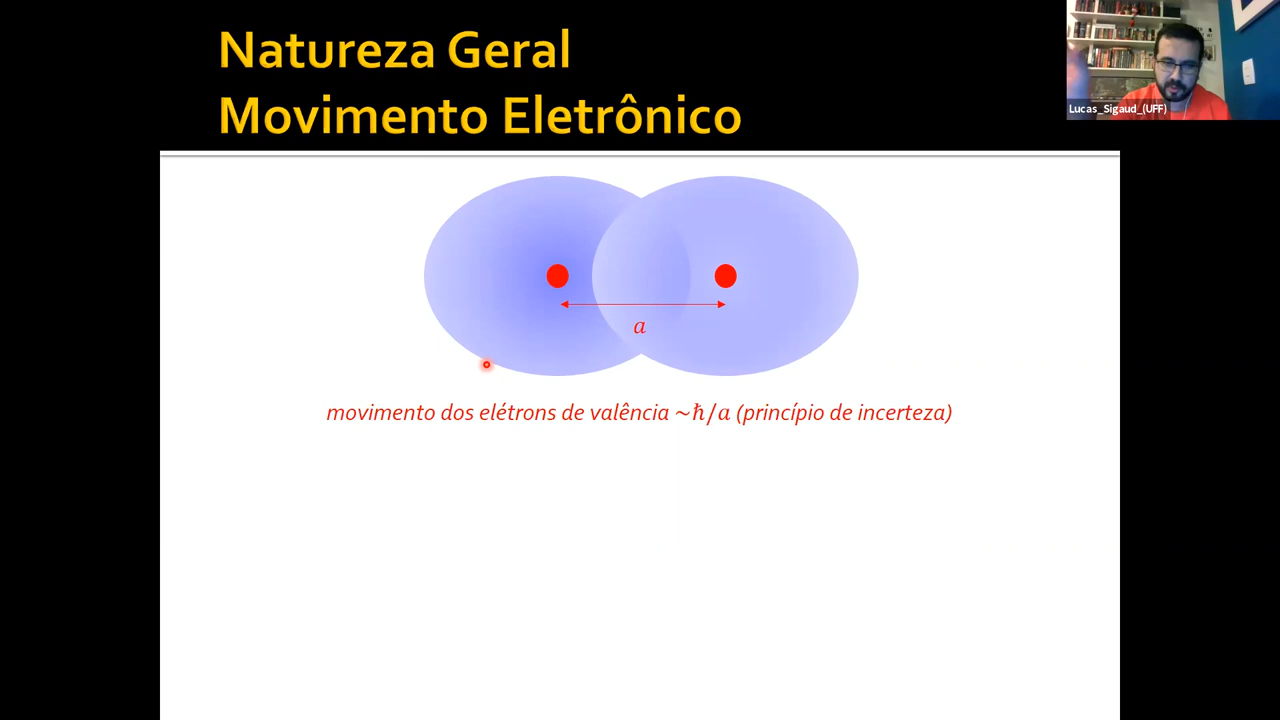 Natureza Geral
Movimento Eletrônico
Lucas_Sigaud_(UFF)
a
movimento dos elétrons de valência ~ħ/a (princípio de incerteza)